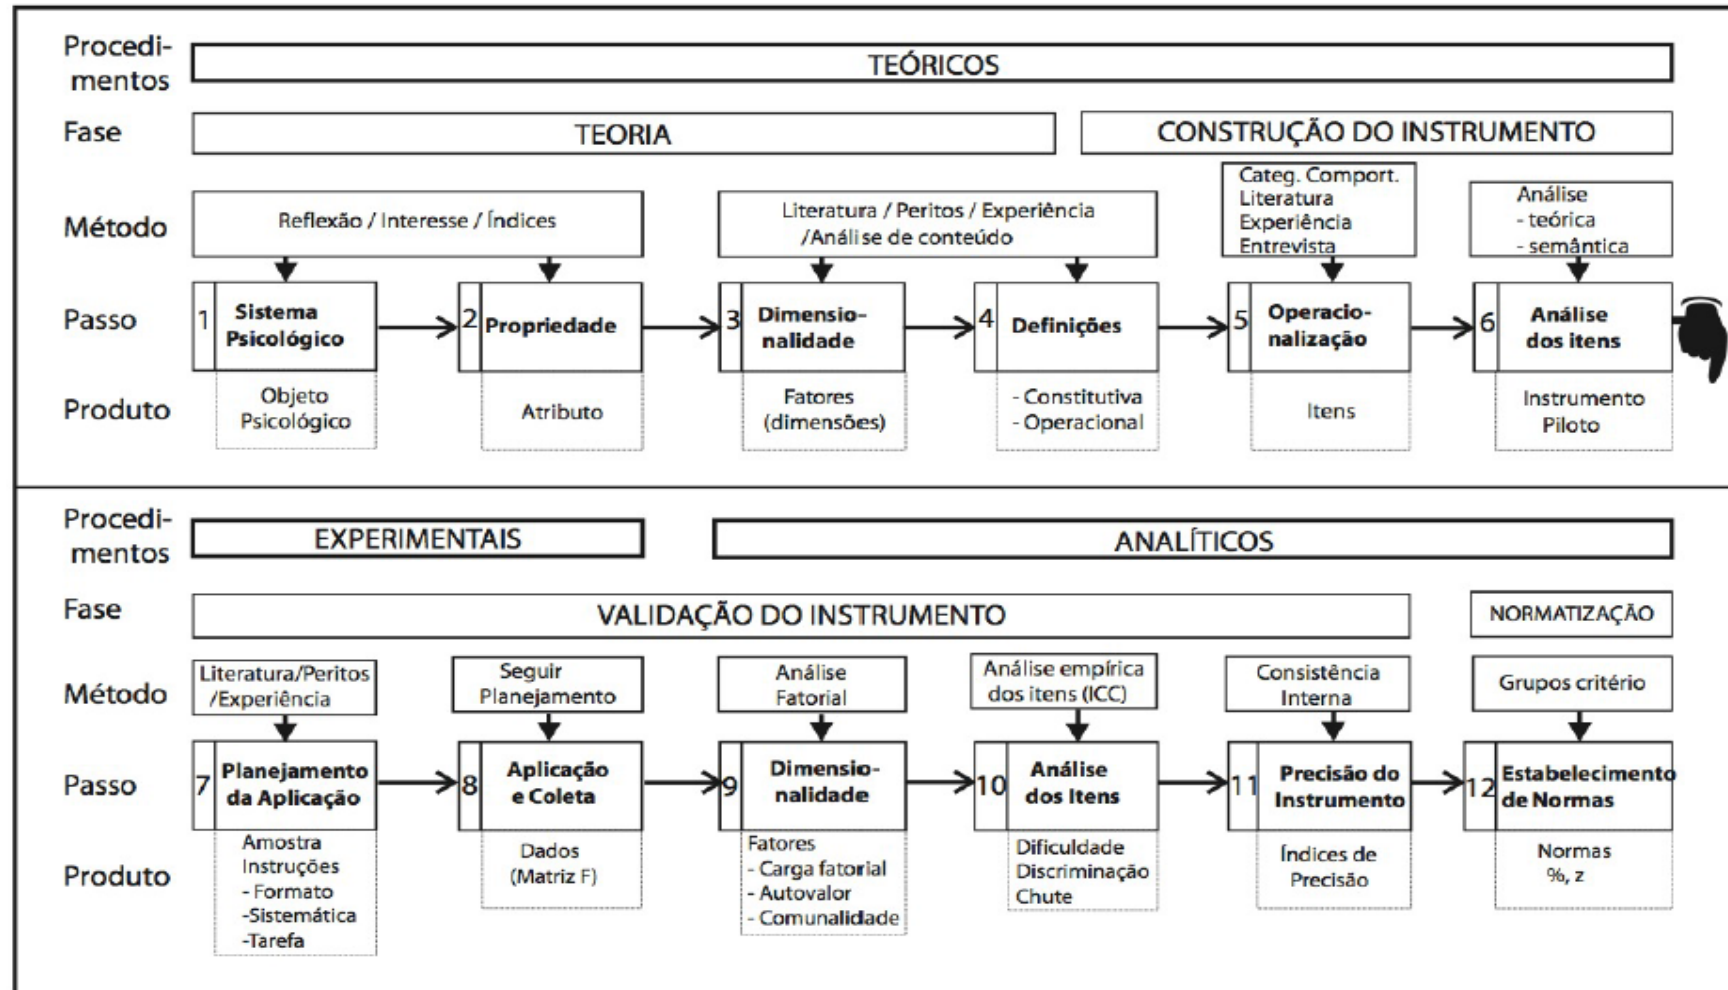 Procedi-
mentos
TEÓRICOS
Fase
TEORIA
CONSTRUÇÃO DO INSTRUMENTO
Método
Reflexão / Interesse / Índices
Literatura / Peritos / Experiência
/Análise de conteúdo
Categ. Comport.
Literatura
Experiência
Entrevista
Análise
- teórica
- semântica
Passo
1
Sistema
Psicológico
2
Propriedade
3
Dimensio-
nalidade
4
Definições
5
Operacio-
nalização
6
Análise
dos itens
Produto
Objeto
Psicológico
Atributo
Fatores
(dimensões)
- Constitutiva
- Operacional
Itens
Instrumento
Piloto
Procedi-
mentos
EXPERIMENTAIS
ANALÍTICOS
Fase
VALIDAÇÃO DO INSTRUMENTO
NORMATIZAÇÃO
Método
Literatura/Peritos
/Experiência
Seguir
Planejamento
Análise
Fatorial
Análise empírica
dos itens (ICC)
Consistência
Interna
Grupos critério
Passo
7
Planejamento
da Aplicação
8
Aplicação
e Coleta
9
Dimensio-
nalidade
10
Análise
dos Itens
11
Precisão do
Instrumento
12
Estabelecimento
de Normas
Produto
Amostra
Instruções
- Formato
-Sistemática
-Tarefa
Dados
(Matriz F)
Fatores
- Carga fatorial
- Autovalor
- Comunalidade
Dificuldade
Discriminação
Chute
Índices de
Precisão
Normas
%, z